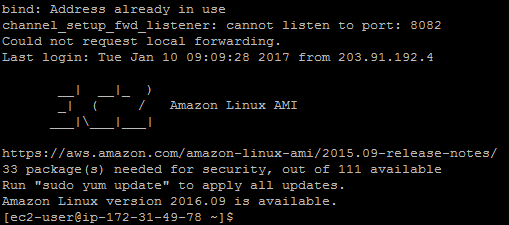 bind: Address already in use
channel_setup_fwd_listener: cannot listen to port: 8082
Could not request local forwarding.
Last login: Tue Jan 10 09:09:28 2017 from 203.91.192.4
__|  __|_  )
_|  (     /   Amazon Linux AMI
___|\___|___|
https://aws.amazon.com/amazon-linux-ami/2015.09-release-notes/
33 package(s) needed for security, out of 111 available
Run "sudo yum update" to apply all updates.
Amazon Linux version 2016.09 is available.
[ec2-user@ip-172-31-49-78 ~]$